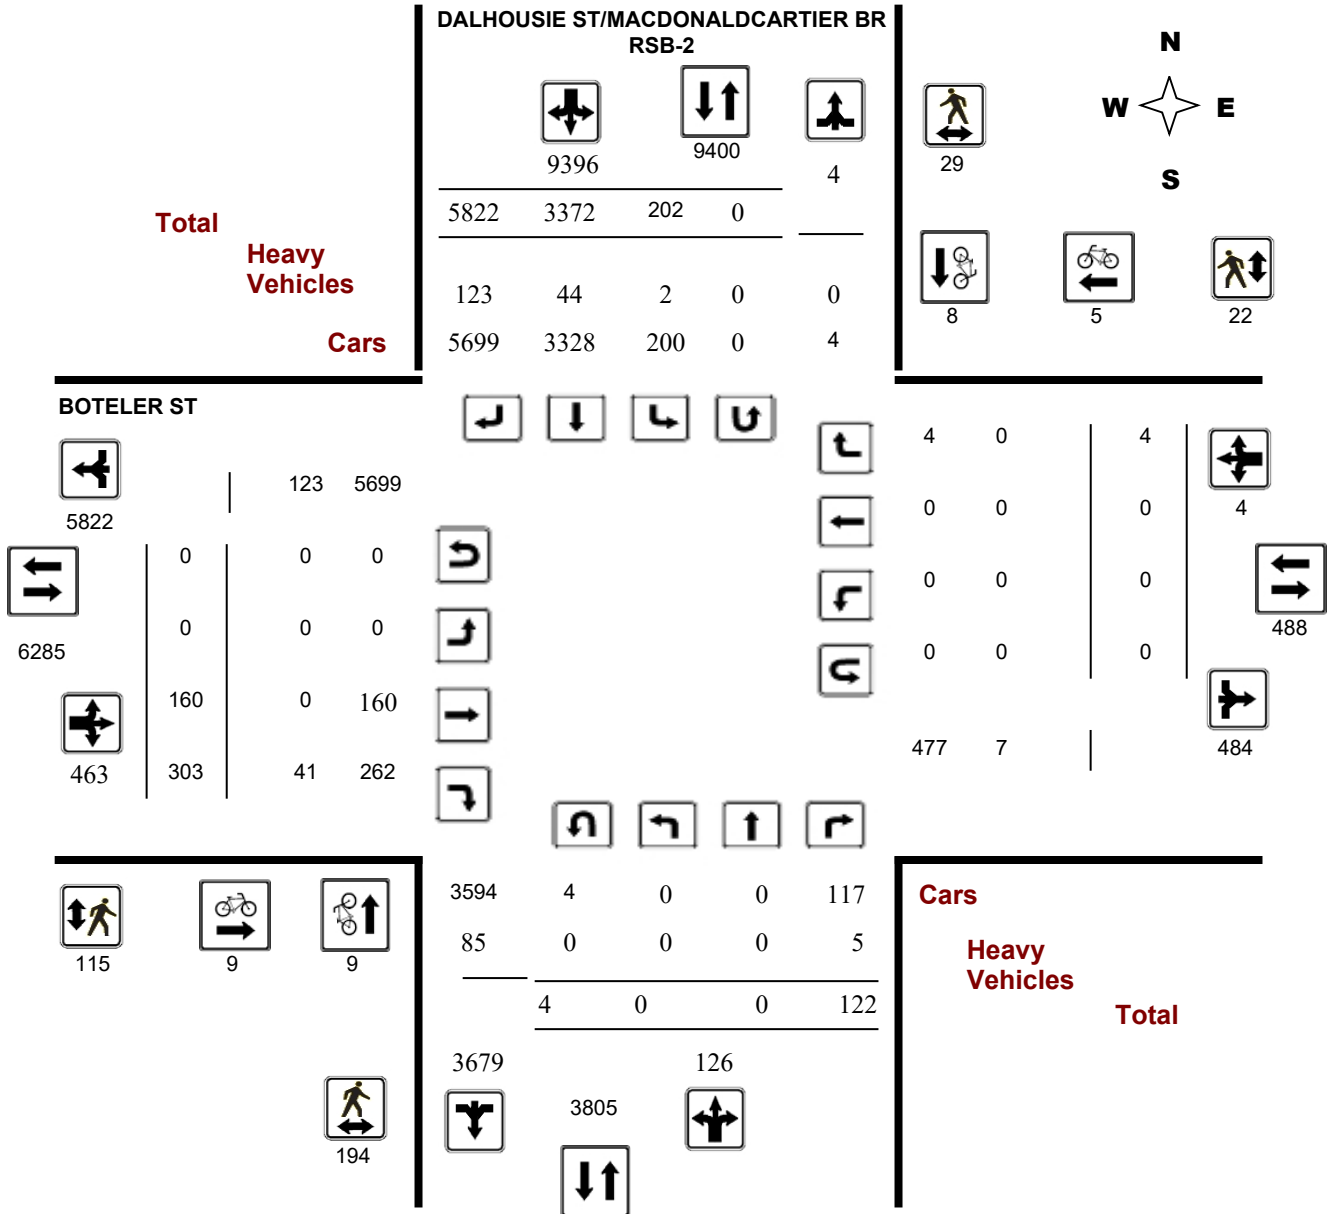 DALHOUSIE ST/MACDONALDCARTIER BR
RSB-2
N
W E
S
9396
9400
4
29
5822 3372 202 0
Total
Heavy
Vehicles
123 44 2 0 0
Cars
5699 3328 200 0 4
8 5 22
BOTELER ST
5822
123 5699
0 0 0
0 0 0
6285
160 0 160
463
303 41 262
4 0 4
4
0 0 0
0 0 0
488
0 0 0
477 7
484
115 9 9
194
3594 4 0 0 117
85 0 0 0 5
4 0 0 122
3679 126
3805
Cars
Heavy
Vehicles
Total